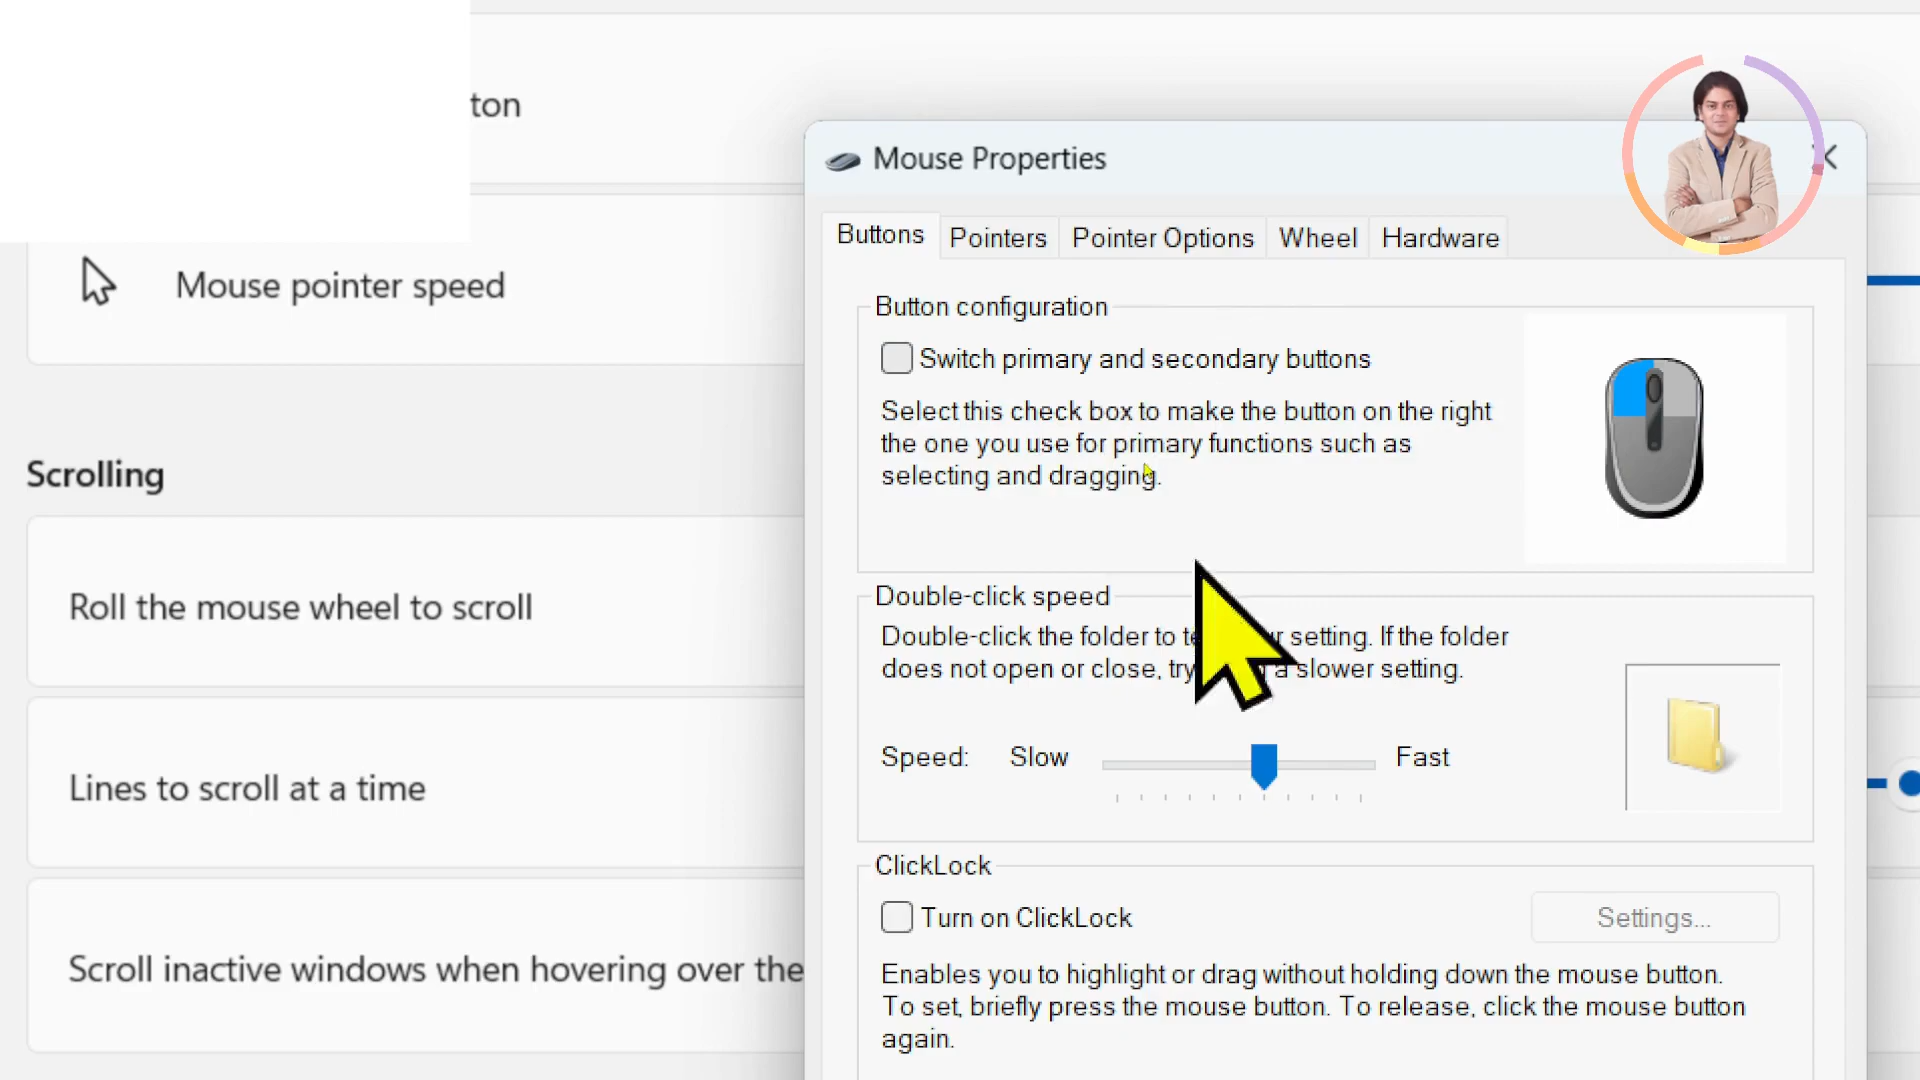 ton
Mouse pointer speed
Scrolling
Roll the mouse wheel to scroll
Lines to scroll at a time
Scroll inactive windows when hovering over the
Mouse Properties
Buttons Pointers Pointer Options Wheel Hardware
Button configuration
Switch primary and secondary buttons
Select this check box to make the button on the right
the one you use for primary functions such as
selecting and dragging.
Double-click speed
Double-click the folder to setting. If the folder
does not open or close, try a slower setting.
Speed: Slow Fast
ClickLock
Turn on ClickLock Settings...
Enables you to highlight or drag without holding down the mouse button.
To set, briefly press the mouse button. To release, click the mouse button
again.